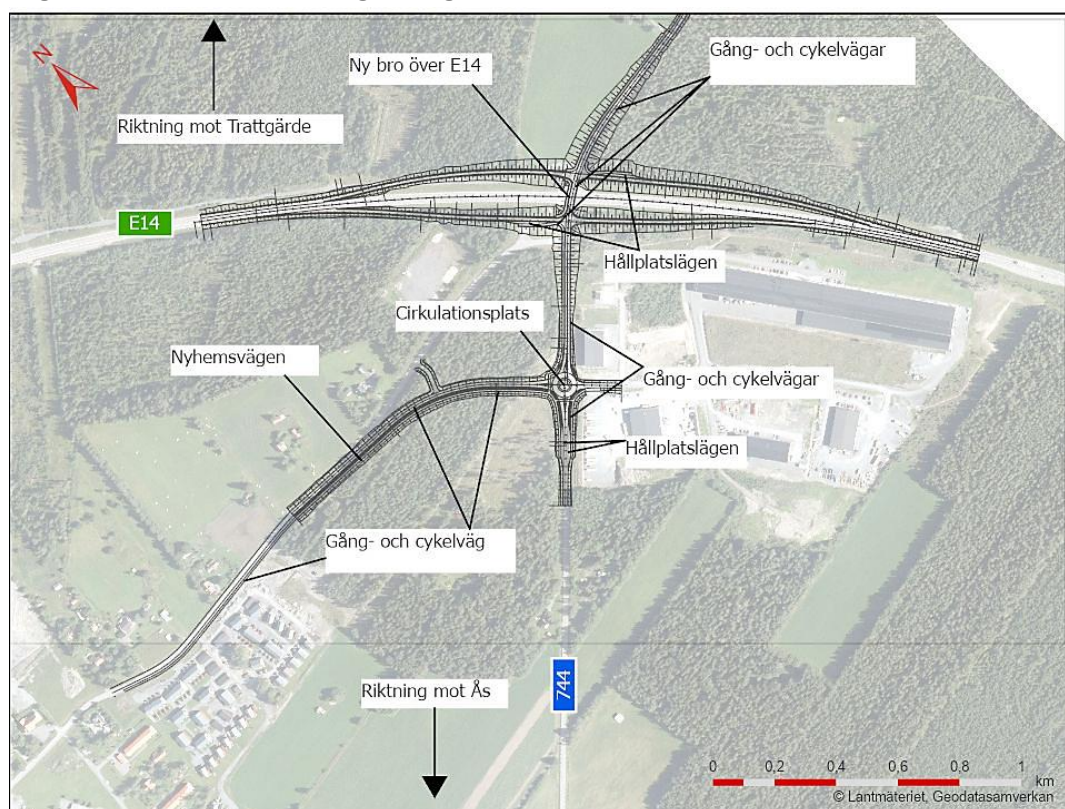 N
Ny bro över E14
Gång- och cykelvägar
Riktning mot Trattgärde
E14
Hållplatslägen
Cirkulationsplats
Nyhemsvägen
Gång- och cykelvägar
Hållplatslägen
Gång- och cykelväg
Riktning mot Ås
744
0 0,2 0,4 0,6 0,8 1
km
© Lantmäteriet, Geodatasamverkan